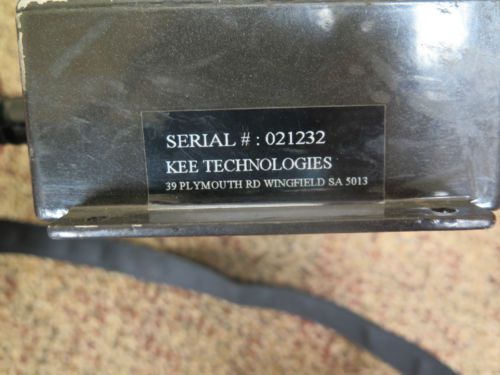 SERIAL # : 021232
KEE TECHNOLOGIES
39 PLYMOUTH RD WINGFIELD SA 5013